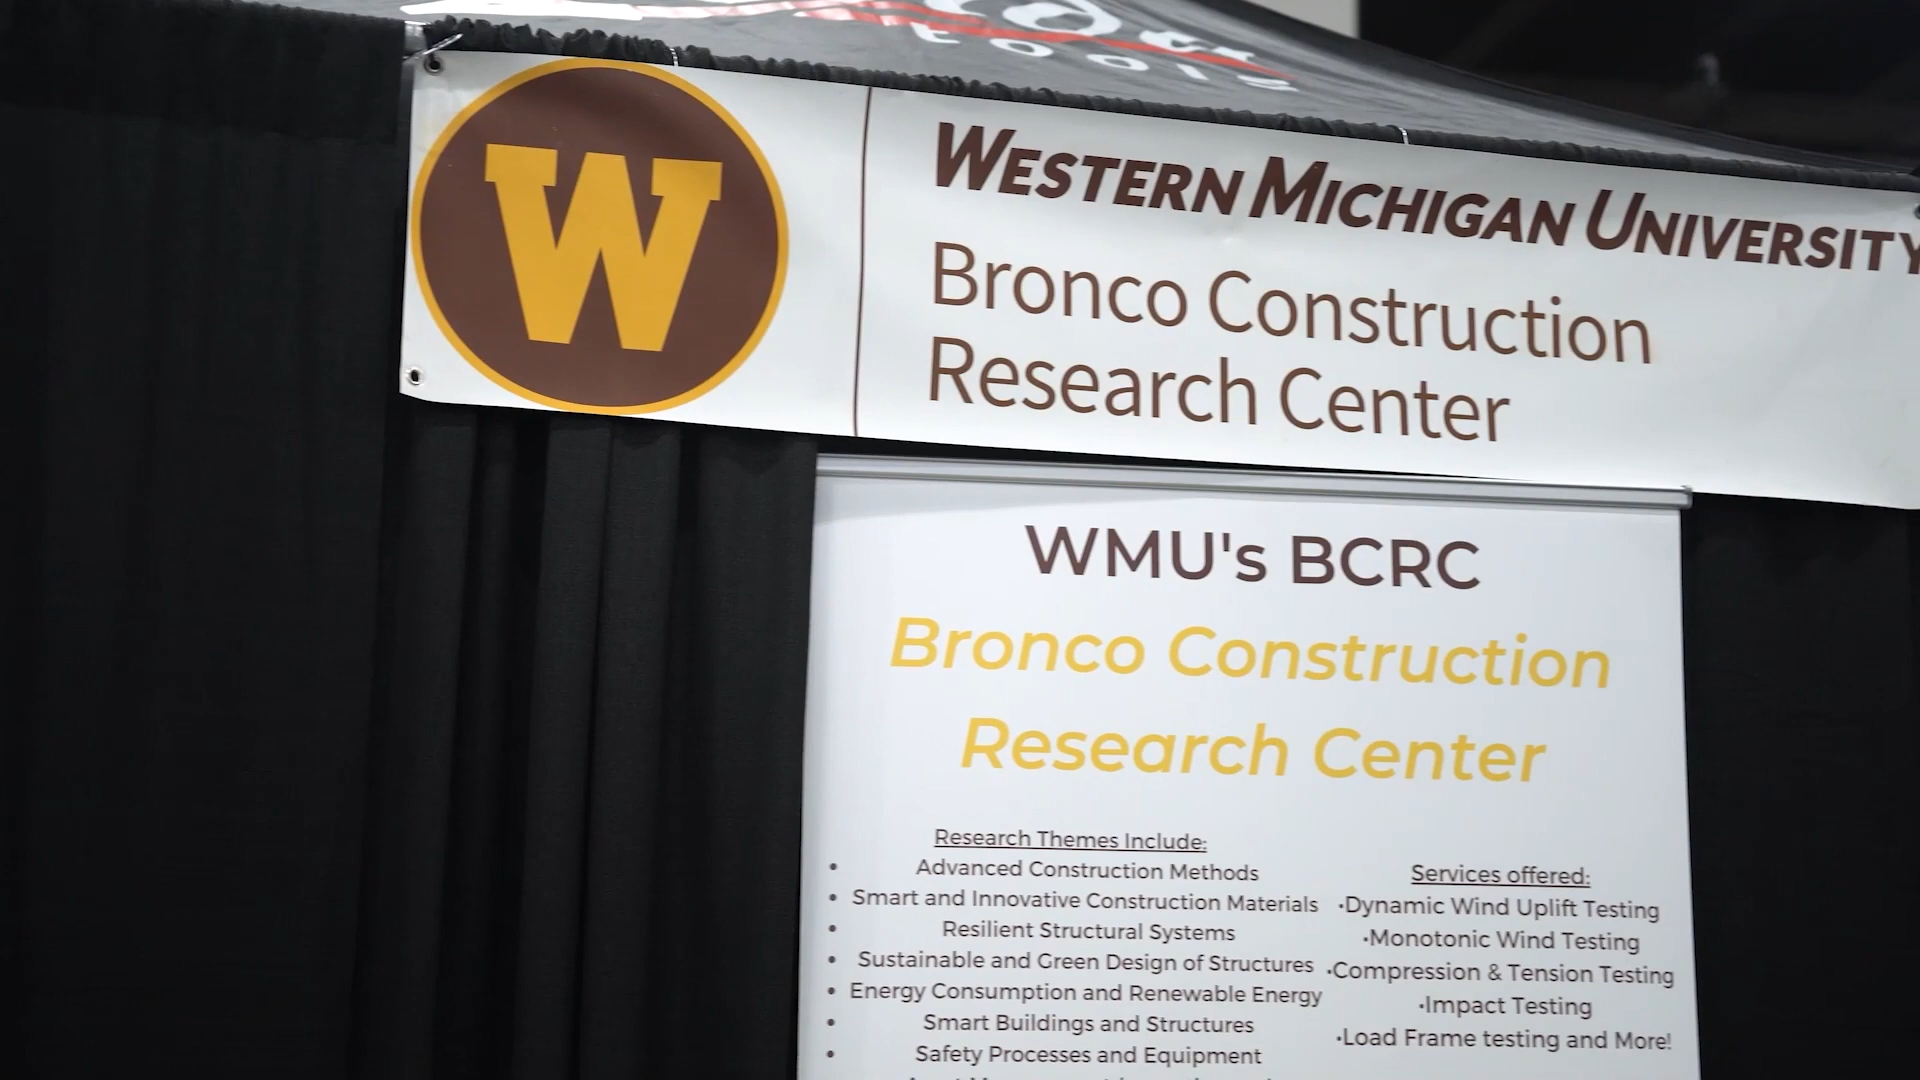 TOOLS
W
WESTERN MICHIGAN UNIVERSITY
Bronco Construction
Research Center
WMU's BCRC
Bronco Construction
Research Center
Research Themes Include:
• Advanced Construction Methods
• Smart and Innovative Construction Materials
• Resilient Structural Systems
• Sustainable and Green Design of Structures
• Energy Consumption and Renewable Energy
• Smart Buildings and Structures
• Safety Processes and Equipment
Services offered:
•Dynamic Wind Uplift Testing
•Monotonic Wind Testing
•Compression & Tension Testing
•Impact Testing
•Load Frame testing and More!